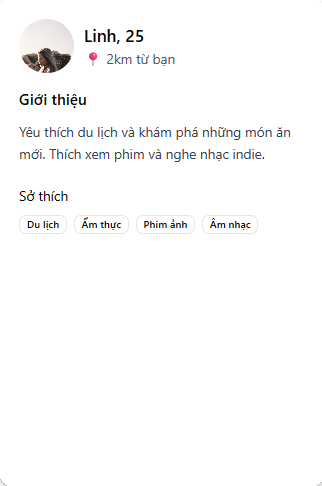 Linh, 25
📍 2km từ bạn
Giới thiệu
Yêu thích du lịch và khám phá những món ăn
mới. Thích xem phim và nghe nhạc indie.
Sở thích
Du lịch Ẩm thực Phim ảnh Âm nhạc